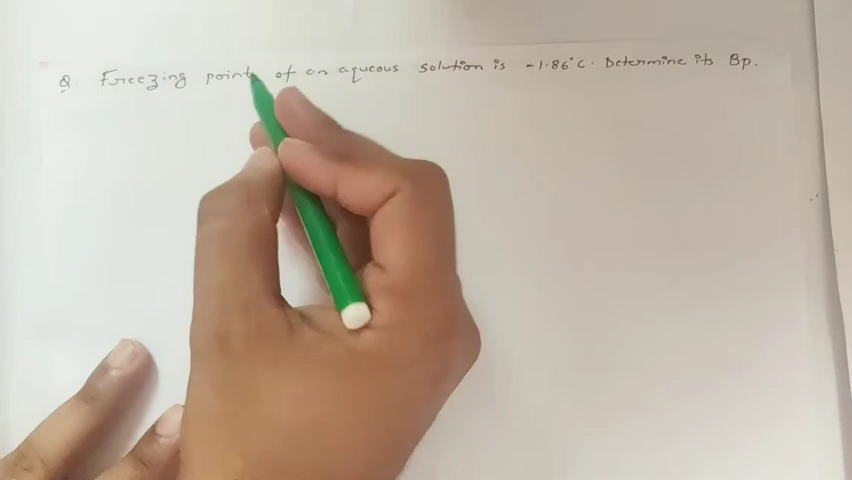 Q. Freezing point of an aqueous solution is -1.86°C. Determine its Bp.